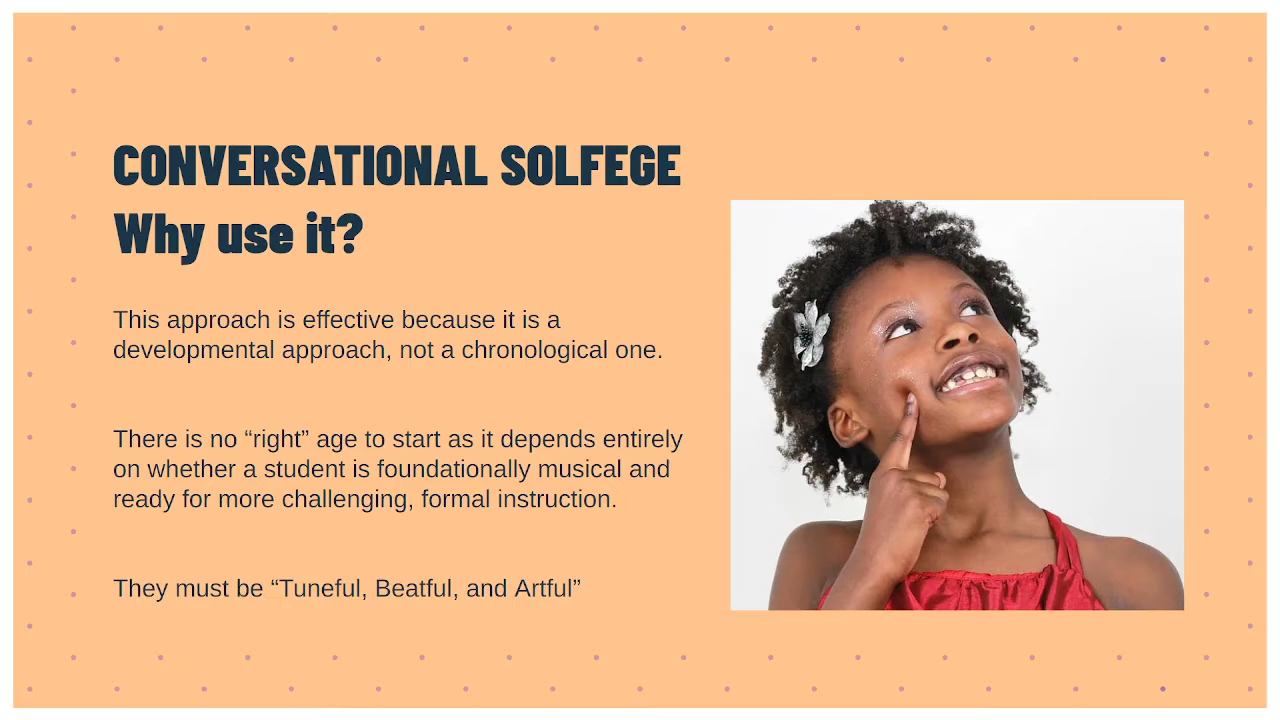 CONVERSATIONAL SOLFEGE
Why use it?
This approach is effective because it is a
developmental approach, not a chronological one.
There is no “right” age to start as it depends entirely
on whether a student is foundationally musical and
ready for more challenging, formal instruction.
They must be “Tuneful, Beatful, and Artful”